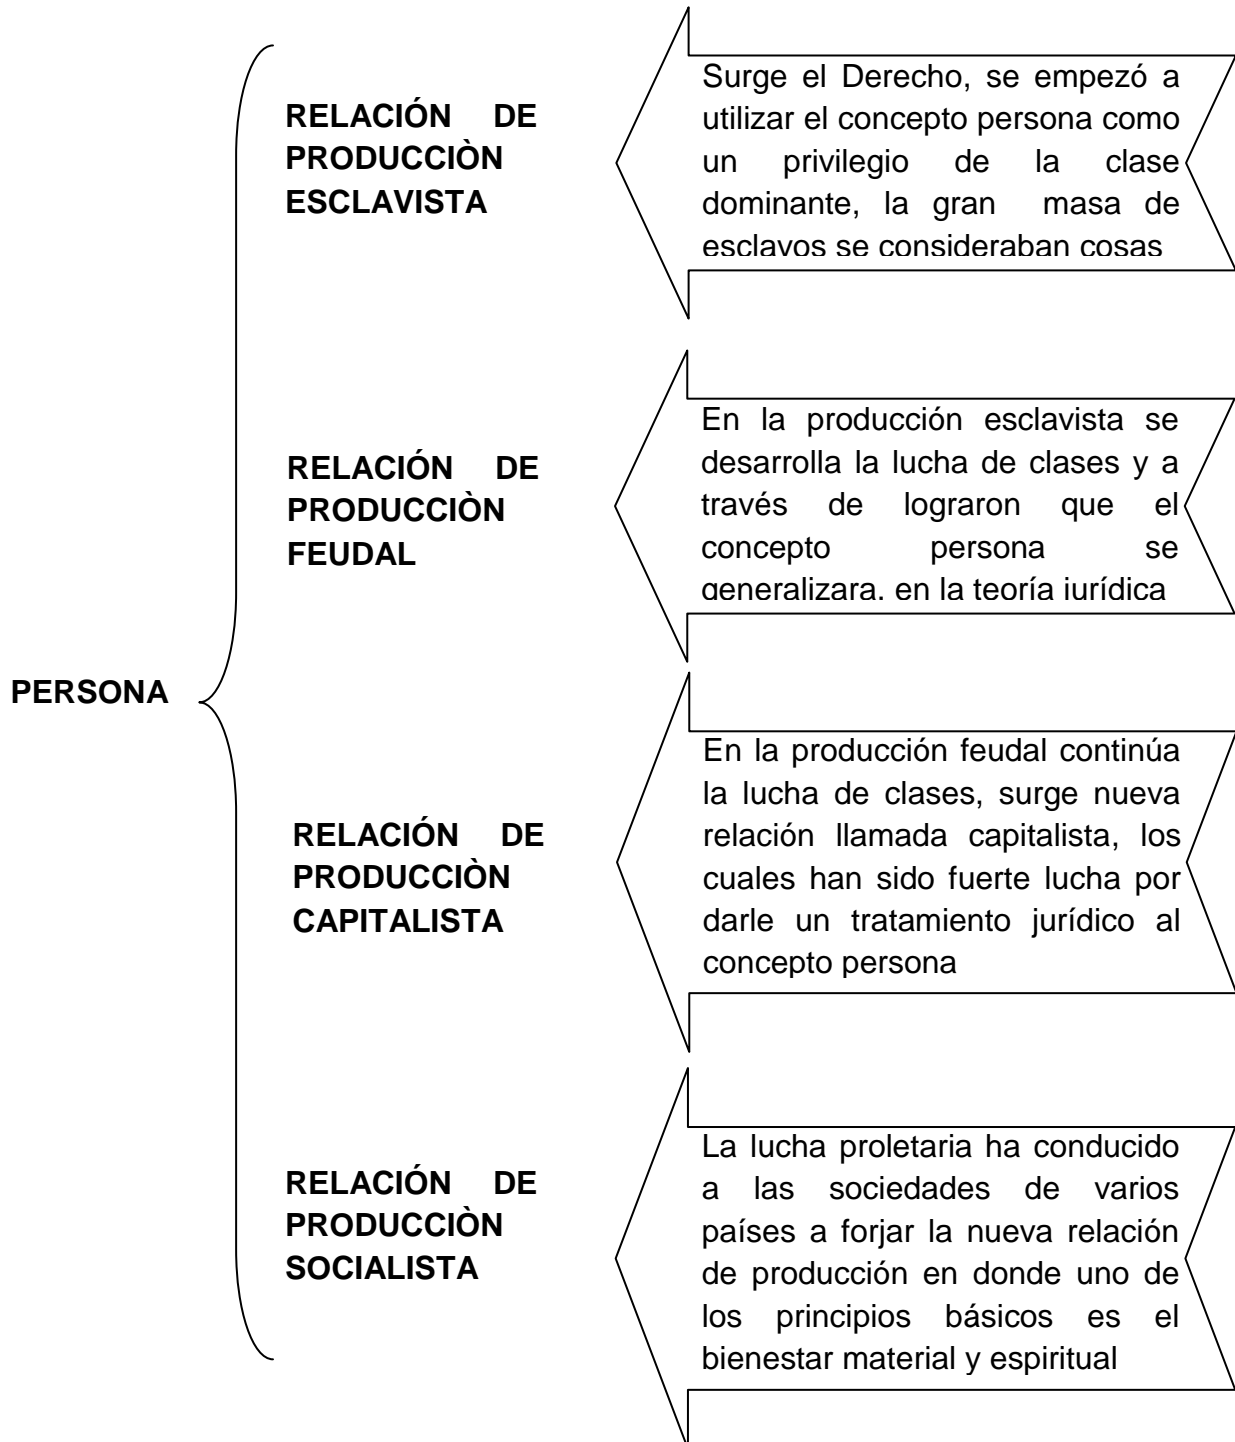 RELACIÓN DE
PRODUCCIÒN
ESCLAVISTA
Surge el Derecho, se empezó a
utilizar el concepto persona como
un privilegio de la clase
dominante, la gran masa de
esclavos se consideraban cosas
RELACIÓN DE
PRODUCCIÒN
FEUDAL
En la producción esclavista se
desarrolla la lucha de clases y a
través de lograron que el
concepto persona se
generalizara. en la teoría jurídica
PERSONA
RELACIÓN DE
PRODUCCIÒN
CAPITALISTA
En la producción feudal continúa
la lucha de clases, surge nueva
relación llamada capitalista, los
cuales han sido fuerte lucha por
darle un tratamiento jurídico al
concepto persona
RELACIÓN DE
PRODUCCIÒN
SOCIALISTA
La lucha proletaria ha conducido
a las sociedades de varios
países a forjar la nueva relación
de producción en donde uno de
los principios básicos es el
bienestar material y espiritual